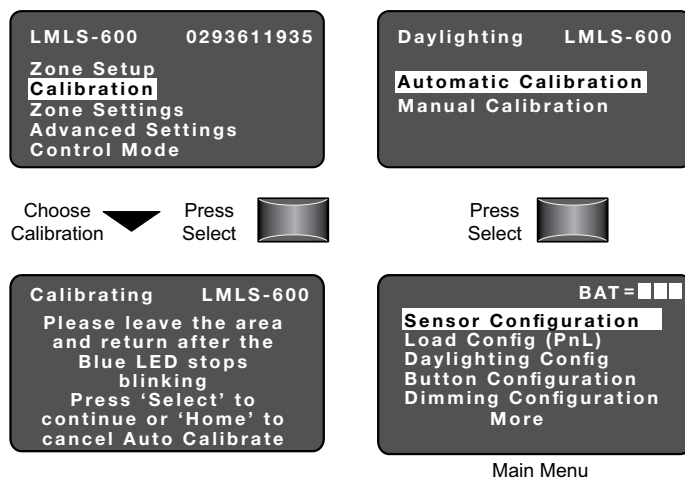 LMLS-600 0293611935
Zone Setup
Calibration
Zone Settings
Advanced Settings
Control Mode
Daylighting LMLS-600
Automatic Calibration
Manual Calibration
Choose
Calibration
Press
Select
Press
Select
Calibrating LMLS-600
Please leave the area
and return after the
Blue LED stops
blinking
Press ‘Select’ to
continue or ‘Home’ to
cancel Auto Calibrate
BAT=
Sensor Configuration
Load Config (PnL)
Daylighting Config
Button Configuration
Dimming Configuration
More
Main Menu